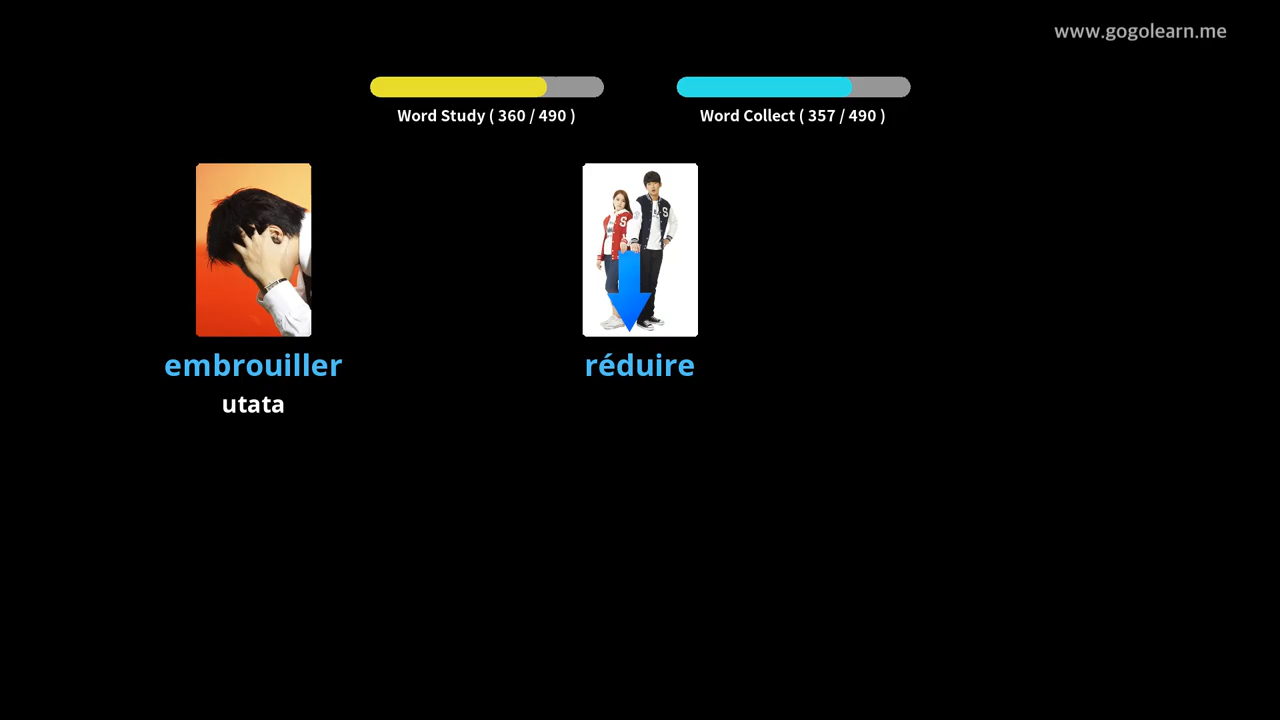 www.gogolearn.me
Word Study ( 360 / 490 )
Word Collect ( 357 / 490 )
S
S
embrouiller
réduire
utata